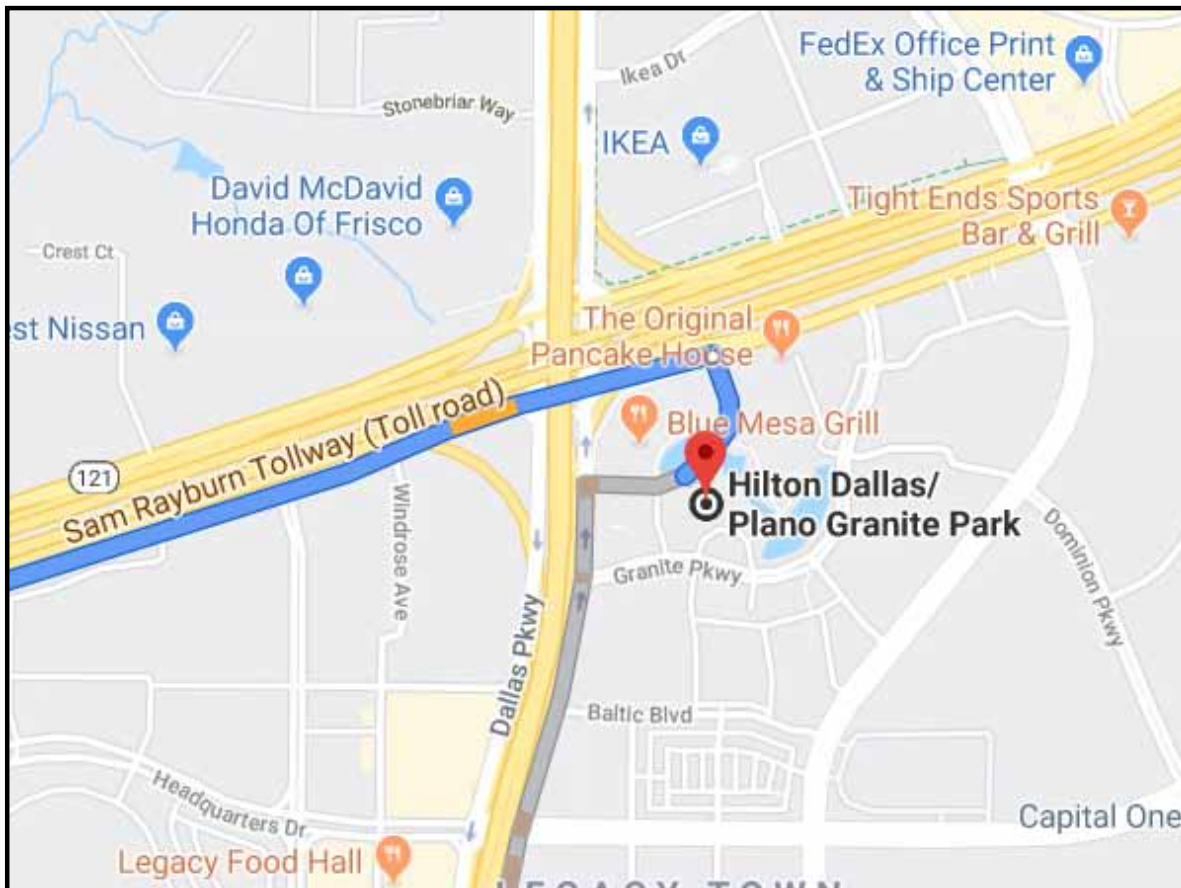 FedEx Office Print
& Ship Center
Ikea Dr
Stonebriar Way
IKEA
David McDavid
Honda Of Frisco
Tight Ends Sports
Bar & Grill
Crest Ct
est Nissan
The Original
Pancake House
Blue Mesa Grill
121
Sam Rayburn Tollway (Toll road)
Windrose Ave
Hilton Dallas/
Plano Granite Park
Granite Pkwy
Dominion Pkwy
Dallas Pkwy
Baltic Blvd
Headquarters Dr
Capital One
Legacy Food Hall
LEGACY TOWN